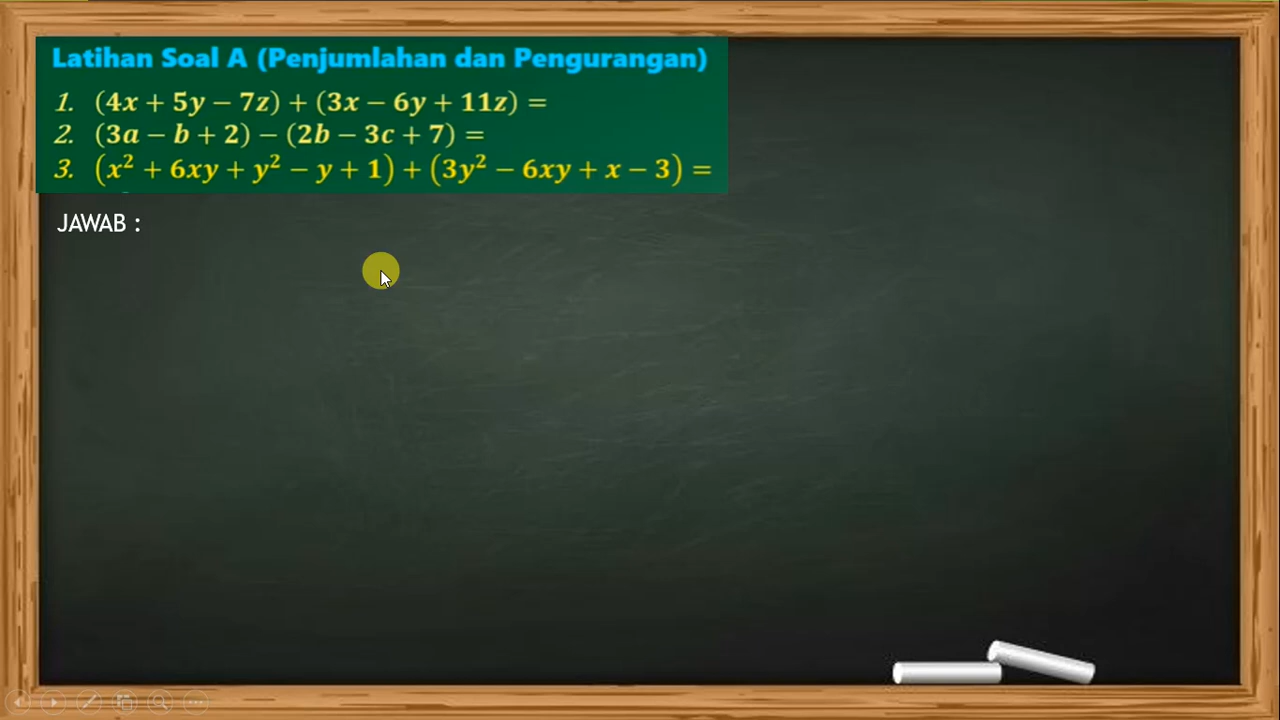 Latihan Soal A (Penjumlahan dan Pengurangan)
1. (4x + 5y − 7z) + (3x − 6y + 11z) =
2. (3a − b + 2) − (2b − 3c + 7) =
3. (x² + 6xy + y² − y + 1) + (3y² − 6xy + x − 3) =
JAWAB :